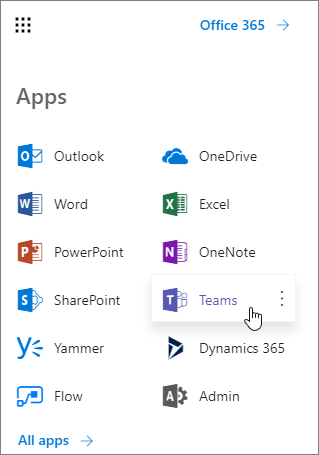 Office 365
Apps
Outlook
OneDrive
Word
Excel
PowerPoint
OneNote
SharePoint
Teams
Yammer
Dynamics 365
Flow
Admin
All apps